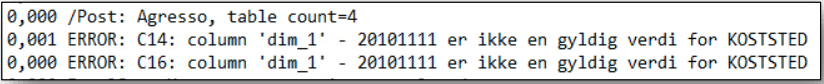 0,000 /Post: Agresso, table count=4
0,001 ERROR: C14: column 'dim_1' - 20101111 er ikke en gyldig verdi for KOSTSTED
0,000 ERROR: C16: column 'dim_1' - 20101111 er ikke en gyldig verdi for KOSTSTED